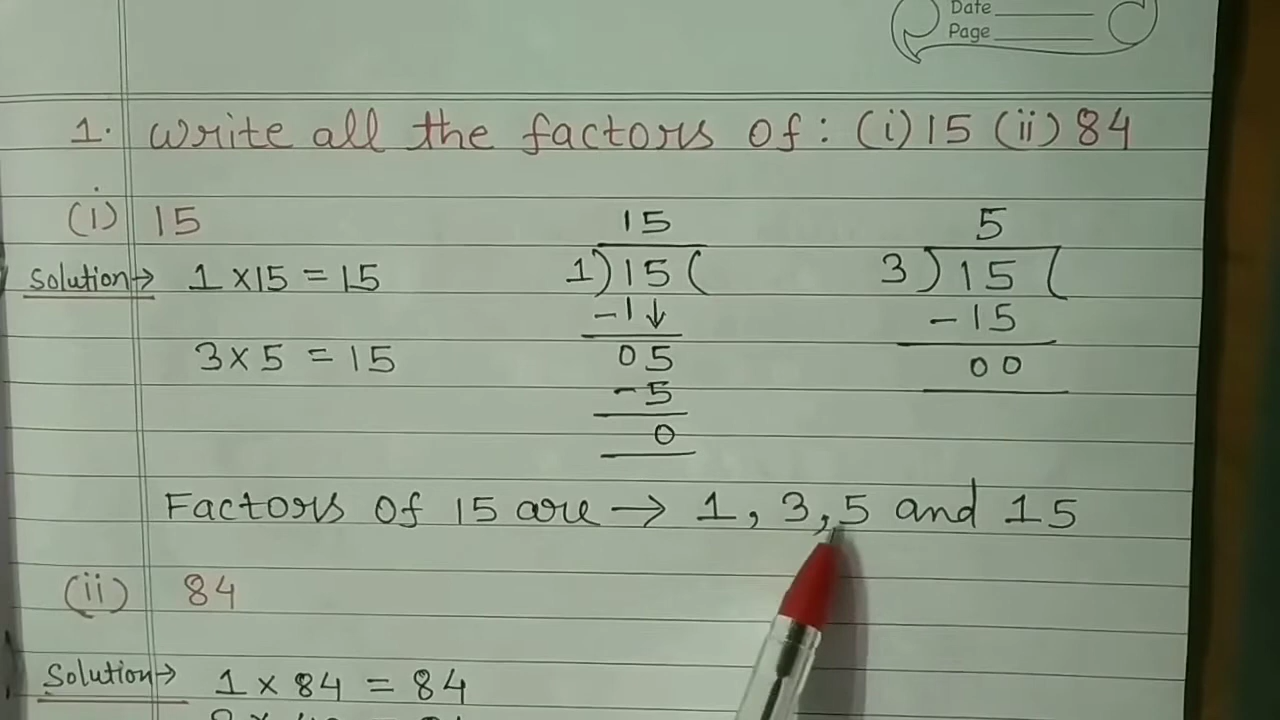 Date
Page
1. Write all the factors of : (i) 15 (ii) 84
(i) 15
Solution→ 1 × 15 = 15
3 × 5 = 15
15
1) 15 (
-1↓
05
-5
0
5
3) 15 (
-15
00
Factors of 15 are → 1, 3, 5 and 15
(ii) 84
Solution→ 1 × 84 = 84